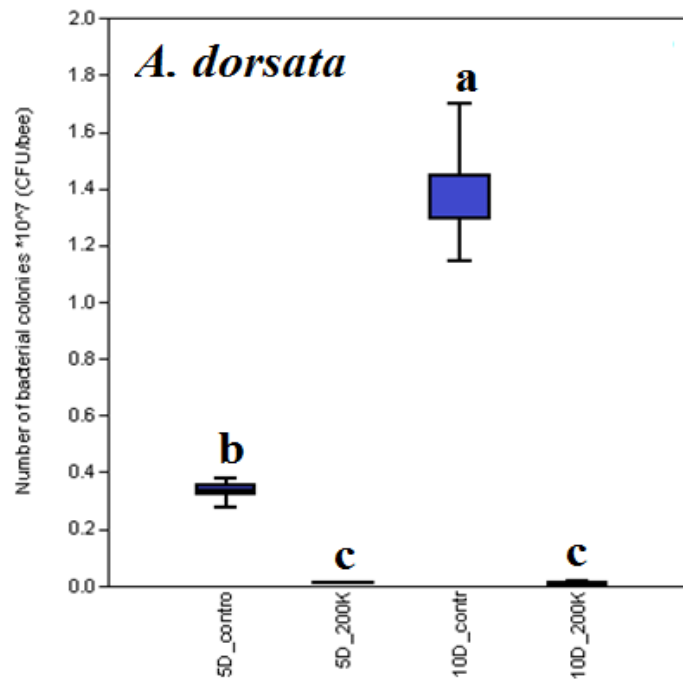 A. dorsata
Number of bacterial colonies *10^7 (CFU/bee)
2.0
1.8
1.6
1.4
1.2
1.0
0.8
0.6
0.4
0.2
0.0
b
c
a
c
5D_contro
5D_200K
10D_contr
10D_200K